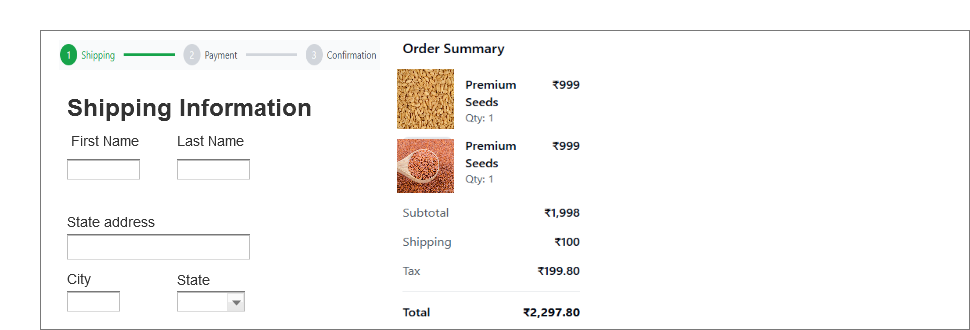 1 Shipping 2 Payment 3 Confirmation
Shipping Information
First Name Last Name
State address
City State
Order Summary
Premium Seeds ₹999
Qty: 1
Premium Seeds ₹999
Qty: 1
Subtotal ₹1,998
Shipping ₹100
Tax ₹199.80
Total ₹2,297.80